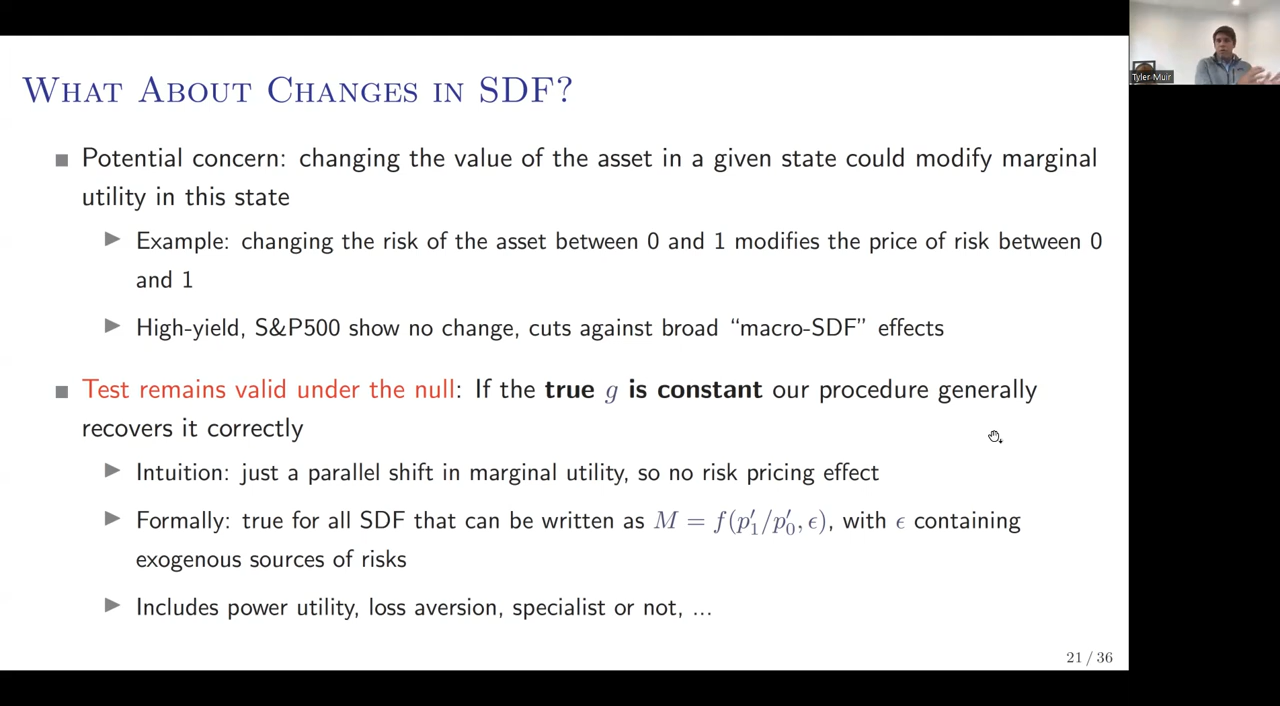 WHAT ABOUT CHANGES IN SDF?
Tyler Muir
Potential concern: changing the value of the asset in a given state could modify marginal
utility in this state
Example: changing the risk of the asset between 0 and 1 modifies the price of risk between 0
and 1
High-yield, S&P500 show no change, cuts against broad “macro-SDF” effects
Test remains valid under the null: If the true g is constant our procedure generally
recovers it correctly
Intuition: just a parallel shift in marginal utility, so no risk pricing effect
Formally: true for all SDF that can be written as M = f(p′₁/p′₀, ϵ), with ϵ containing
exogenous sources of risks
Includes power utility, loss aversion, specialist or not, ...
21 / 36